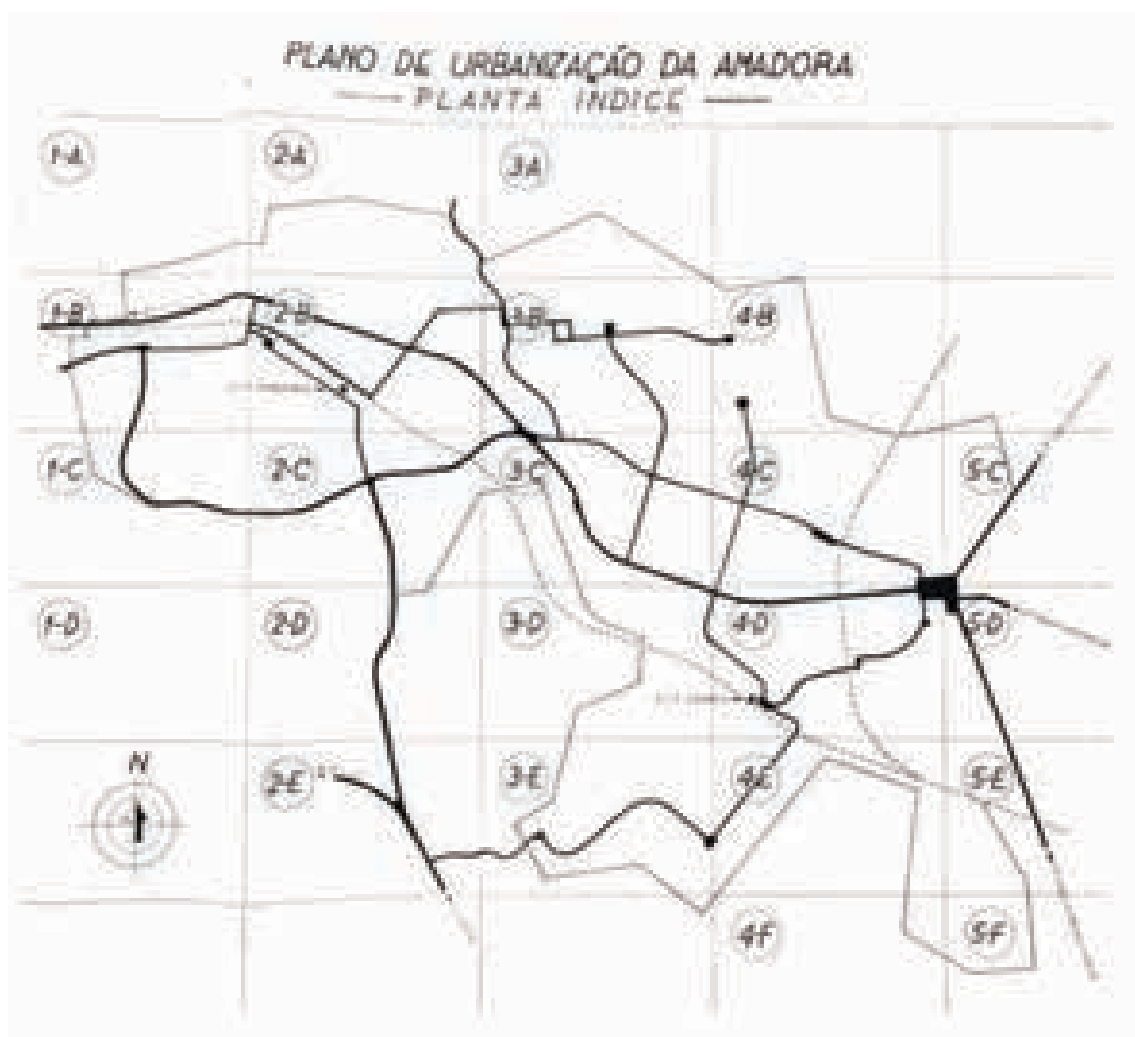 PLANO DE URBANIZAÇÃO DA AMADORA
PLANTA INDICE
1-A
2-A
3A
1-B
2-B
3-B
4-B
1-C
2-C
3-C
4-C
5-C
1-D
2-D
3-D
4-D
5-D
N
2-E
3-E
4-E
5-E
4-F
5-F